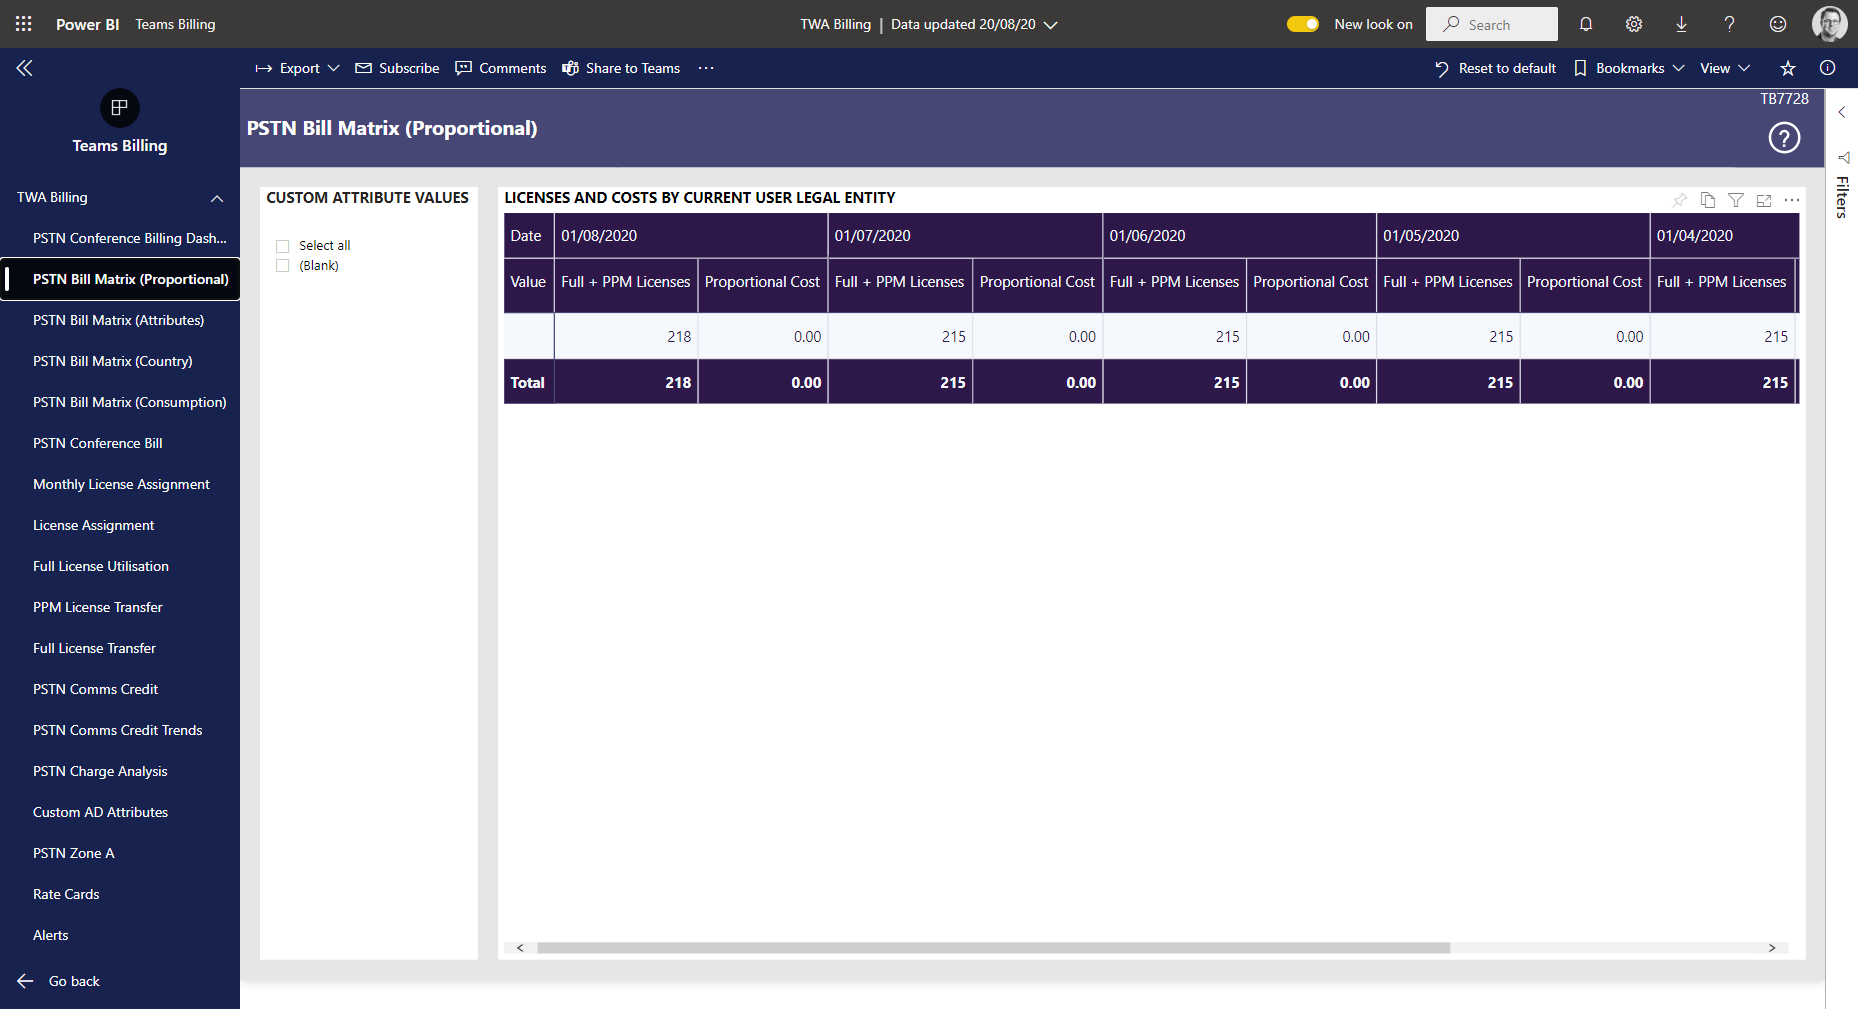 Power BI Teams Billing
TWA Billing | Data updated 20/08/20
New look on
Search
Export Subscribe Comments Share to Teams ···
Reset to default Bookmarks View
Teams Billing
TWA Billing
PSTN Conference Billing Dash...
PSTN Bill Matrix (Proportional)
PSTN Bill Matrix (Attributes)
PSTN Bill Matrix (Country)
PSTN Bill Matrix (Consumption)
PSTN Conference Bill
Monthly License Assignment
License Assignment
Full License Utilisation
PPM License Transfer
Full License Transfer
PSTN Comms Credit
PSTN Comms Credit Trends
PSTN Charge Analysis
Custom AD Attributes
PSTN Zone A
Rate Cards
Alerts
Go back
TB7728
PSTN Bill Matrix (Proportional)
CUSTOM ATTRIBUTE VALUES
Select all
(Blank)
LICENSES AND COSTS BY CURRENT USER LEGAL ENTITY
Date 01/08/2020 01/07/2020 01/06/2020 01/05/2020 01/04/2020
Value Full + PPM Licenses Proportional Cost Full + PPM Licenses Proportional Cost Full + PPM Licenses Proportional Cost Full + PPM Licenses Proportional Cost Full + PPM Licenses
218 0.00 215 0.00 215 0.00 215 0.00 215
Total 218 0.00 215 0.00 215 0.00 215 0.00 215
Filters